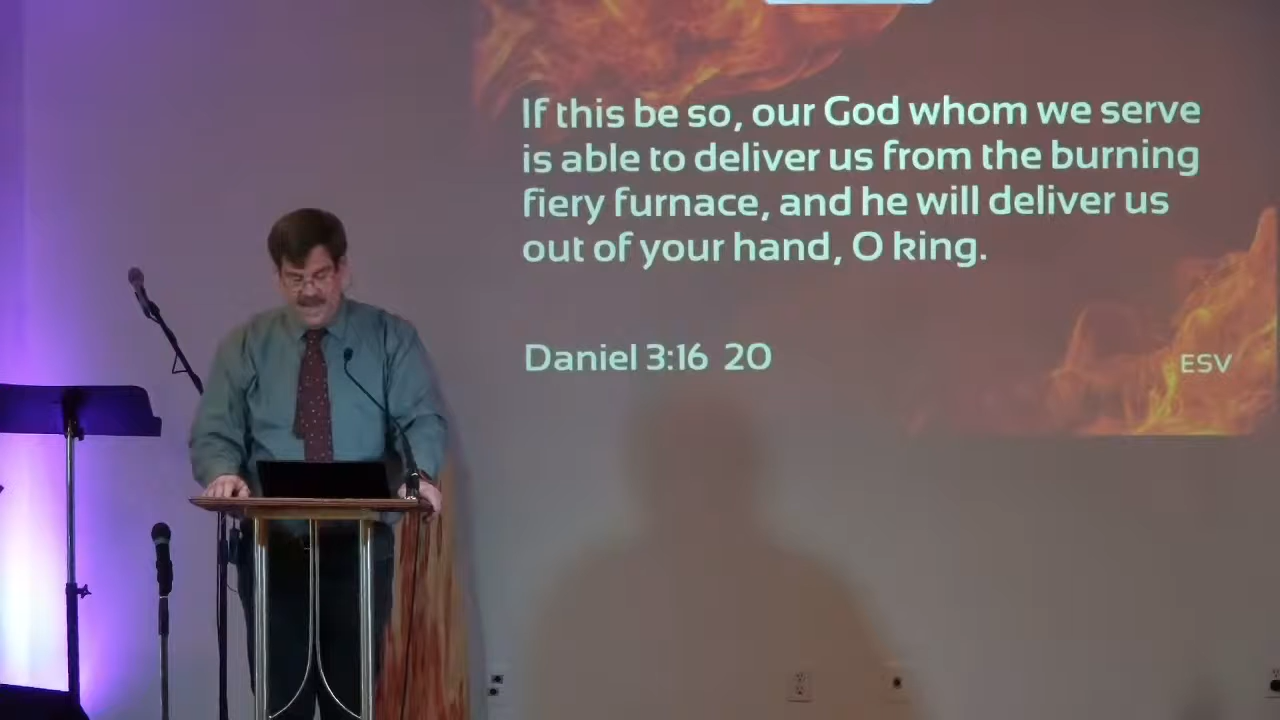 If this be so, our God whom we serve
is able to deliver us from the burning
fiery furnace, and he will deliver us
out of your hand, O king.
Daniel 3:16 20
ESV